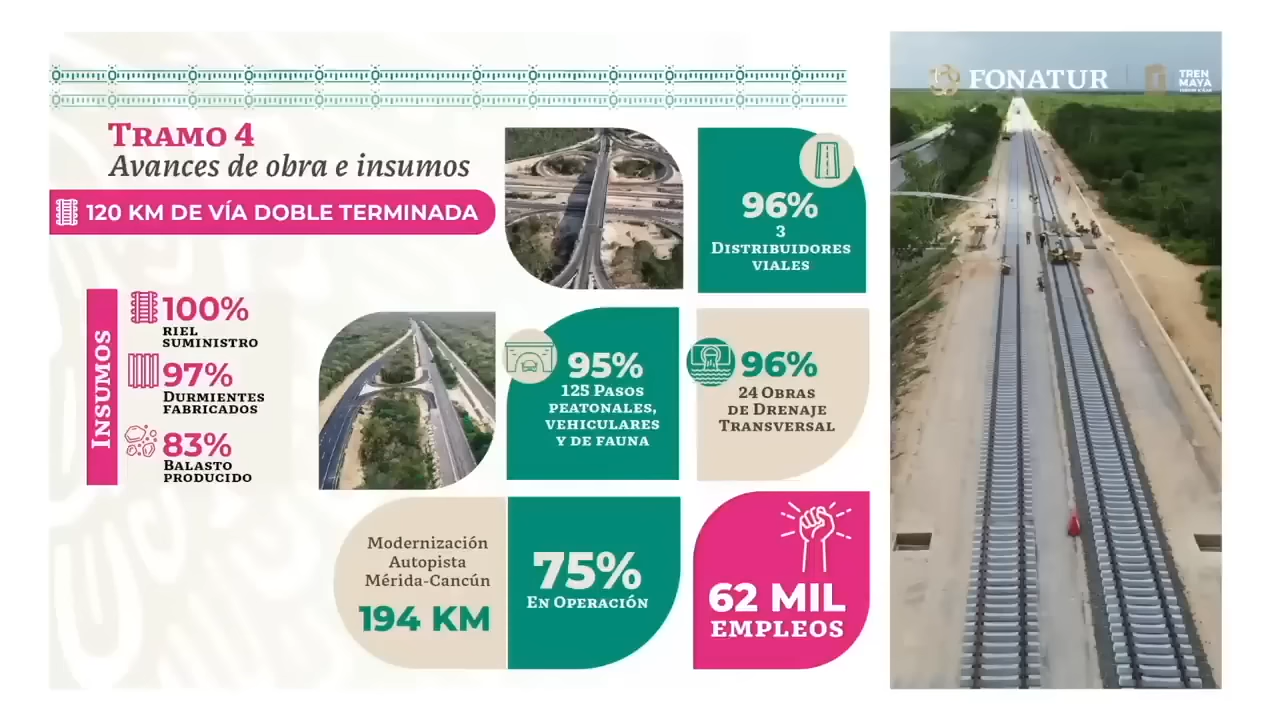 TRAMO 4
Avances de obra e insumos
120 KM DE VÍA DOBLE TERMINADA
INSUMOS
100%
RIEL
SUMINISTRO
97%
DURMIENTES
FABRICADOS
83%
BALASTO
PRODUCIDO
96%
3
DISTRIBUIDORES
VIALES
95%
125 PASOS
PEATONALES,
VEHICULARES
Y DE FAUNA
96%
24 OBRAS
DE DRENAJE
TRANSVERSAL
Modernización
Autopista
Mérida-Cancún
194 KM
75%
EN OPERACIÓN
62 MIL
EMPLEOS
FONATUR
TREN
MAYA